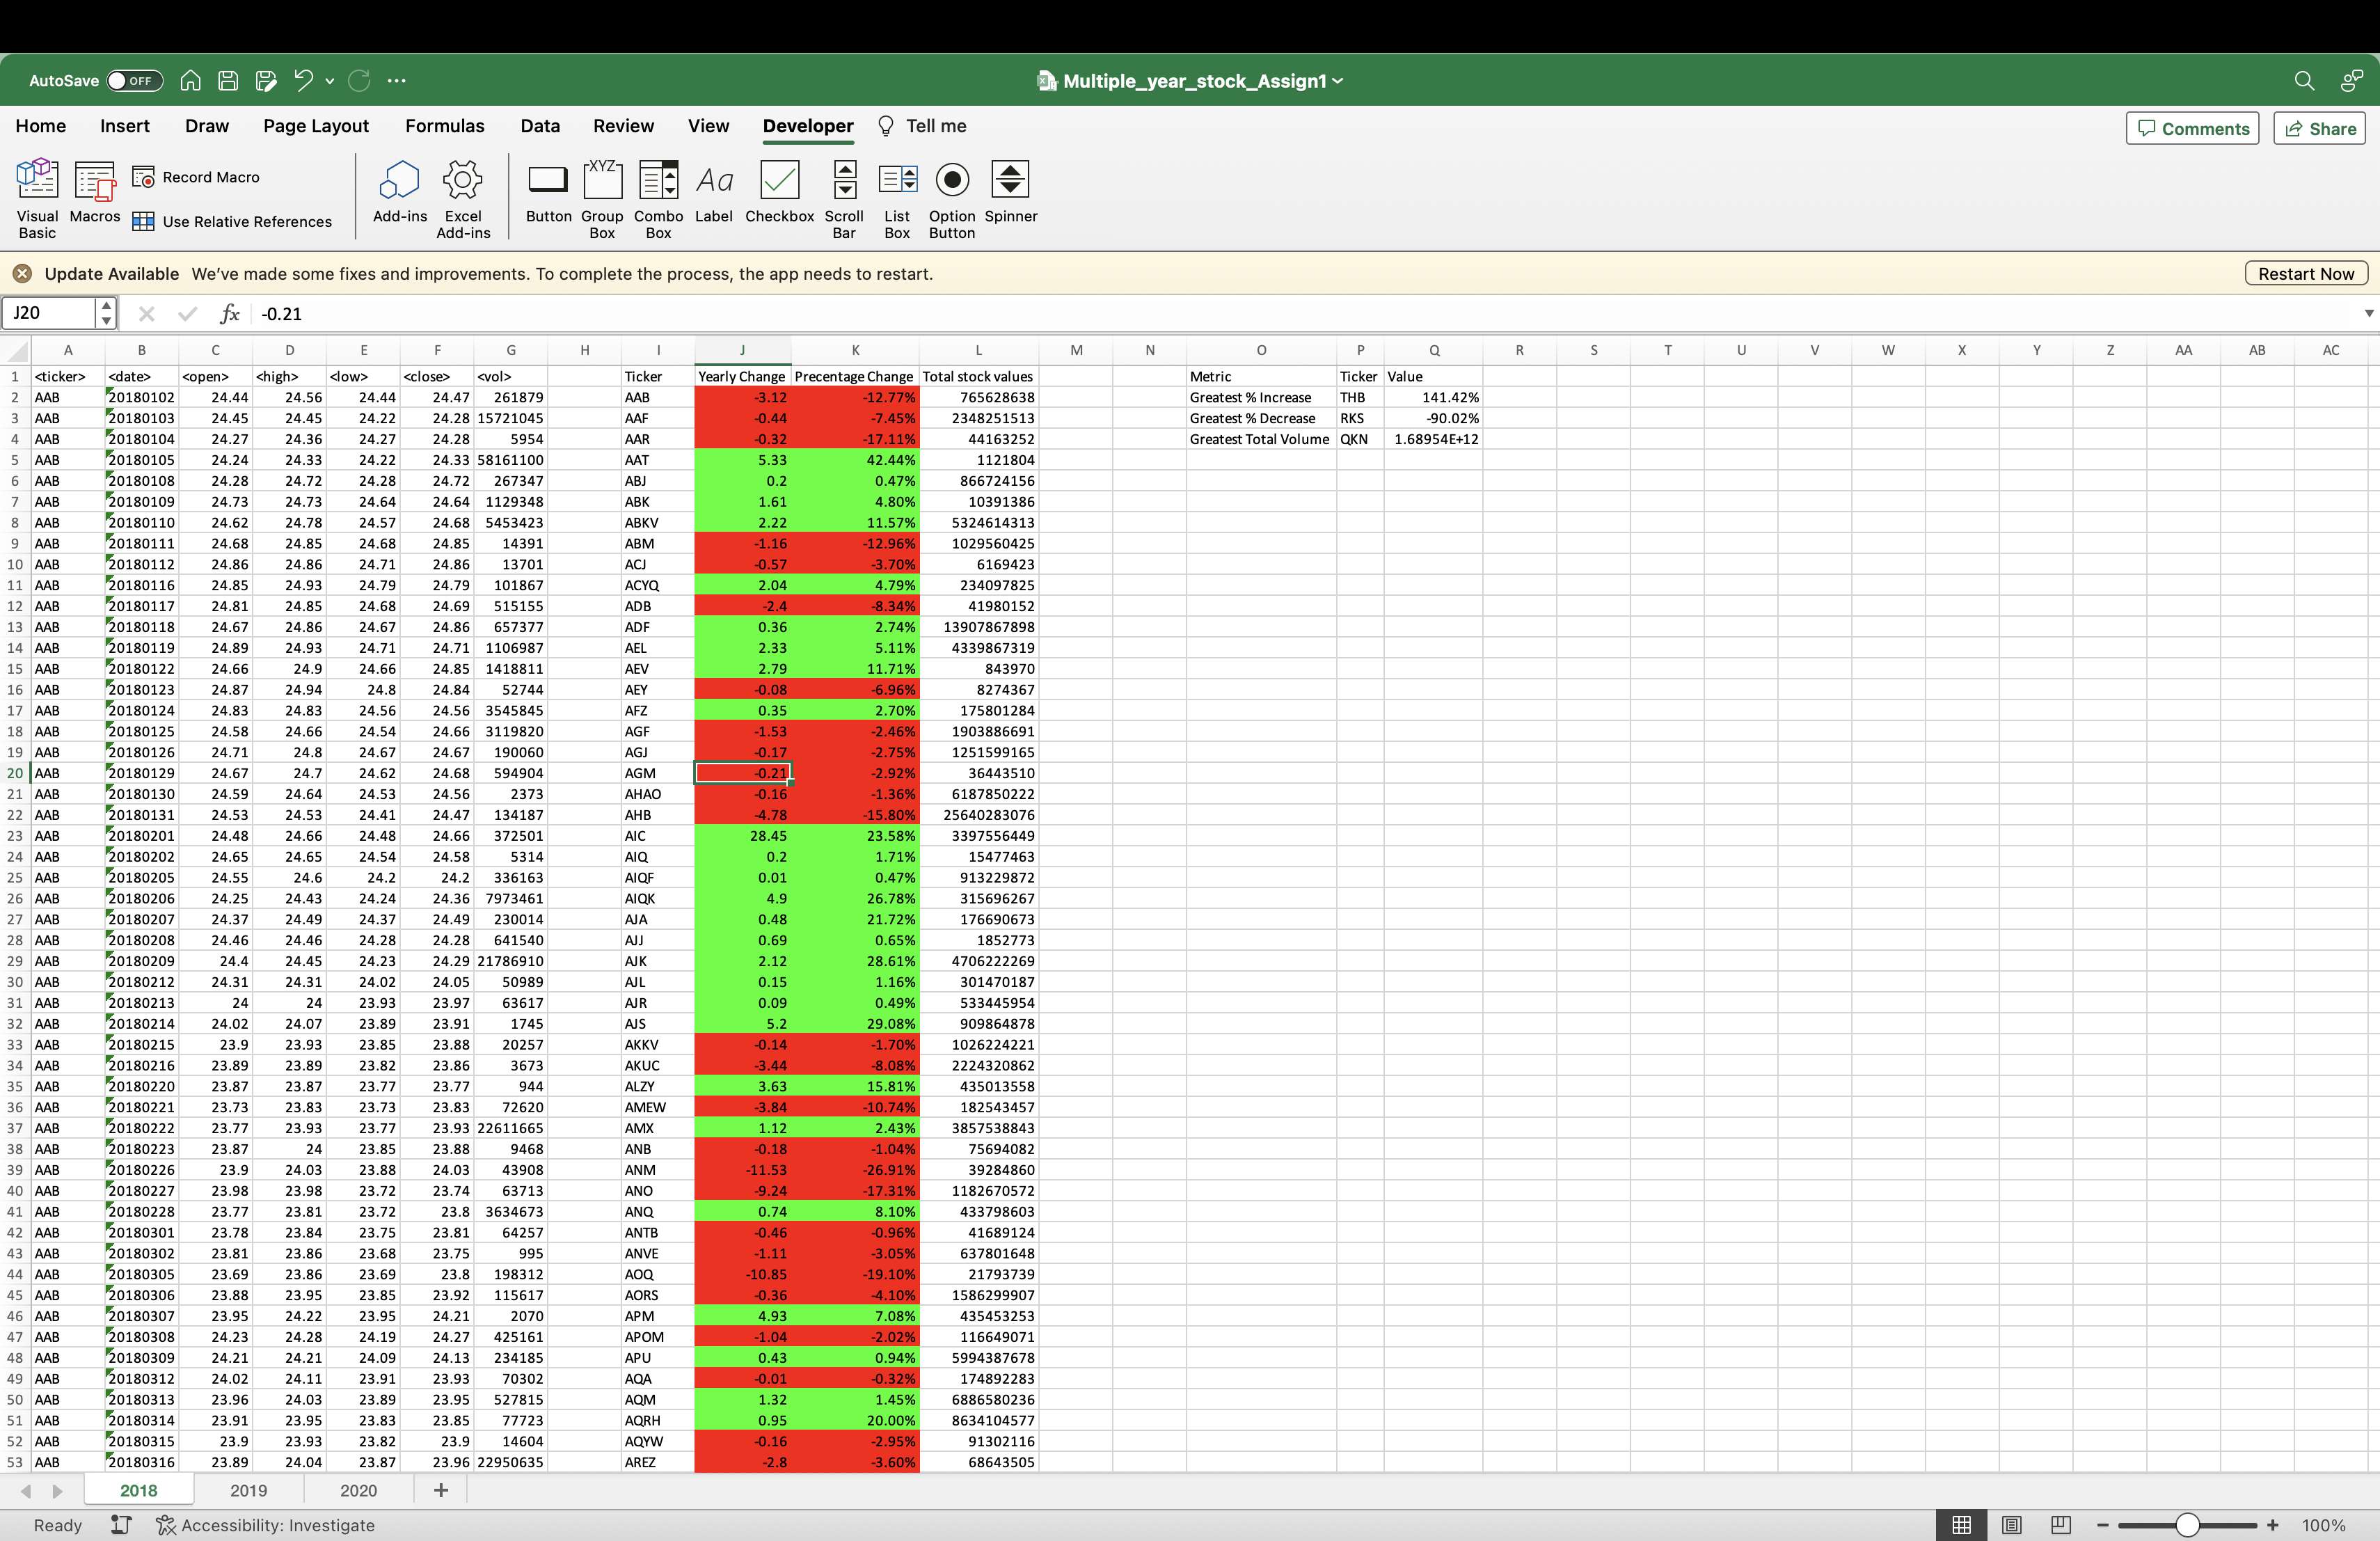 AutoSave OFF Multiple_year_stock_Assign1
Home Insert Draw Page Layout Formulas Data Review View Developer Tell me Comments Share
Visual Basic Macros Record Macro Use Relative References Add-ins Excel Add-ins Button XYZ Group Box Combo Box Aa Label Checkbox Scroll Bar List Box Option Button Spinner
Update Available We've made some fixes and improvements. To complete the process, the app needs to restart. Restart Now
J20 fx -0.21
A B C D E F G H I J K L M N O P Q R S T U V W X Y Z AA AB AC
1 <ticker> <date> <open> <high> <low> <close> <vol> Ticker Yearly Change Precentage Change Total stock values Metric Ticker Value
2 AAB 20180102 24.44 24.56 24.44 24.47 261879 AAB -3.12 -12.77% 765628638 Greatest % Increase THB 141.42%
3 AAB 20180103 24.45 24.45 24.22 24.28 15721045 AAF -0.44 -7.45% 2348251513 Greatest % Decrease RKS -90.02%
4 AAB 20180104 24.27 24.36 24.27 24.28 5954 AAR -0.32 -17.11% 44163252 Greatest Total Volume QKN 1.68954E+12
5 AAB 20180105 24.24 24.33 24.22 24.33 58161100 AAT 5.33 42.44% 1121804
6 AAB 20180108 24.28 24.72 24.28 24.72 267347 ABJ 0.2 0.47% 866724156
7 AAB 20180109 24.73 24.73 24.64 24.64 1129348 ABK 1.61 4.80% 10391386
8 AAB 20180110 24.62 24.78 24.57 24.68 5453423 ABKV 2.22 11.57% 5324614313
9 AAB 20180111 24.68 24.85 24.68 24.85 14391 ABM -1.16 -12.96% 1029560425
10 AAB 20180112 24.86 24.86 24.71 24.86 13701 ACJ -0.57 -3.70% 6169423
11 AAB 20180116 24.85 24.93 24.79 24.79 101867 ACYQ 2.04 4.79% 234097825
12 AAB 20180117 24.81 24.85 24.68 24.69 515155 ADB -2.4 -8.34% 41980152
13 AAB 20180118 24.67 24.86 24.67 24.86 657377 ADF 0.36 2.74% 13907867898
14 AAB 20180119 24.89 24.93 24.71 24.71 1106987 AEL 2.33 5.11% 4339867319
15 AAB 20180122 24.66 24.9 24.66 24.85 1418811 AEV 2.79 11.71% 843970
16 AAB 20180123 24.87 24.94 24.8 24.84 52744 AEY -0.08 -6.96% 8274367
17 AAB 20180124 24.83 24.83 24.56 24.56 3545845 AFZ 0.35 2.70% 175801284
18 AAB 20180125 24.58 24.66 24.54 24.66 3119820 AGF -1.53 -2.46% 1903886691
19 AAB 20180126 24.71 24.8 24.67 24.67 190060 AGJ -0.17 -2.75% 1251599165
20 AAB 20180129 24.67 24.7 24.62 24.68 594904 AGM -0.21 -2.92% 36443510
21 AAB 20180130 24.59 24.64 24.53 24.56 2373 AHAO -0.16 -1.36% 6187850222
22 AAB 20180131 24.53 24.53 24.41 24.47 134187 AHB -4.78 -15.80% 25640283076
23 AAB 20180201 24.48 24.66 24.48 24.66 372501 AIC 28.45 23.58% 3397556449
24 AAB 20180202 24.65 24.65 24.54 24.58 5314 AIQ 0.2 1.71% 15477463
25 AAB 20180205 24.55 24.6 24.2 24.2 336163 AIQF 0.01 0.47% 913229872
26 AAB 20180206 24.25 24.43 24.24 24.36 7973461 AIQK 4.9 26.78% 315696267
27 AAB 20180207 24.37 24.49 24.37 24.49 230014 AJA 0.48 21.72% 176690673
28 AAB 20180208 24.46 24.46 24.28 24.28 641540 AJJ 0.69 0.65% 1852773
29 AAB 20180209 24.4 24.45 24.23 24.29 21786910 AJK 2.12 28.61% 4706222269
30 AAB 20180212 24.31 24.31 24.02 24.05 50989 AJL 0.15 1.16% 301470187
31 AAB 20180213 24 24 23.93 23.97 63617 AJR 0.09 0.49% 533445954
32 AAB 20180214 24.02 24.07 23.89 23.91 1745 AJS 5.2 29.08% 909864878
33 AAB 20180215 23.9 23.93 23.85 23.88 20257 AKKV -0.14 -1.70% 1026224221
34 AAB 20180216 23.89 23.89 23.82 23.86 3673 AKUC -3.44 -8.08% 2224320862
35 AAB 20180220 23.87 23.87 23.77 23.77 944 ALZY 3.63 15.81% 435013558
36 AAB 20180221 23.73 23.83 23.73 23.83 72620 AMEW -3.84 -10.74% 182543457
37 AAB 20180222 23.77 23.93 23.77 23.93 22611665 AMX 1.12 2.43% 3857538843
38 AAB 20180223 23.87 24 23.85 23.88 9468 ANB -0.18 -1.04% 75694082
39 AAB 20180226 23.9 24.03 23.88 24.03 43908 ANM -11.53 -26.91% 39284860
40 AAB 20180227 23.98 23.98 23.72 23.74 63713 ANO -9.24 -17.31% 1182670572
41 AAB 20180228 23.77 23.81 23.72 23.8 3634673 ANQ 0.74 8.10% 433798603
42 AAB 20180301 23.78 23.84 23.75 23.81 64257 ANTB -0.46 -0.96% 41689124
43 AAB 20180302 23.81 23.86 23.68 23.75 995 ANVE -1.11 -3.05% 637801648
44 AAB 20180305 23.69 23.86 23.69 23.8 198312 AOQ -10.85 -19.10% 21793739
45 AAB 20180306 23.88 23.95 23.85 23.92 115617 AORS -0.36 -4.10% 1586299907
46 AAB 20180307 23.95 24.22 23.95 24.21 2070 APM 4.93 7.08% 435453253
47 AAB 20180308 24.23 24.28 24.19 24.27 425161 APOM -1.04 -2.02% 116649071
48 AAB 20180309 24.21 24.21 24.09 24.13 234185 APU 0.43 0.94% 5994387678
49 AAB 20180312 24.02 24.11 23.91 23.93 70302 AQA -0.01 -0.32% 174892283
50 AAB 20180313 23.96 24.03 23.89 23.95 527815 AQM 1.32 1.45% 6886580236
51 AAB 20180314 23.91 23.95 23.83 23.85 77723 AQRH 0.95 20.00% 8634104577
52 AAB 20180315 23.9 23.93 23.82 23.9 14604 AQYW -0.16 -2.95% 91302116
53 AAB 20180316 23.89 24.04 23.87 23.96 22950635 AREZ -2.8 -3.60% 68643505
2018 2019 2020 +
Ready Accessibility: Investigate 100%